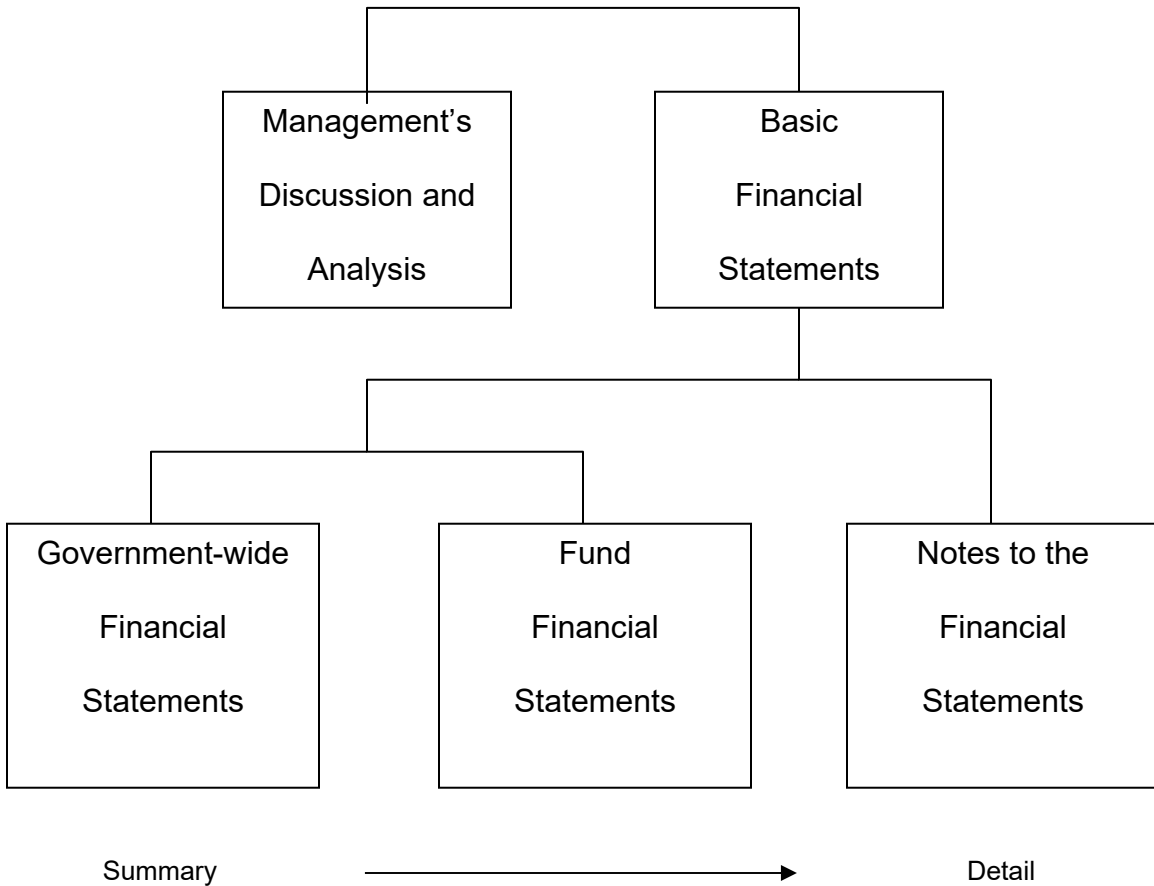 Management’s
Discussion and
Analysis
Basic
Financial
Statements
Government-wide
Financial
Statements
Fund
Financial
Statements
Notes to the
Financial
Statements
Summary
Detail